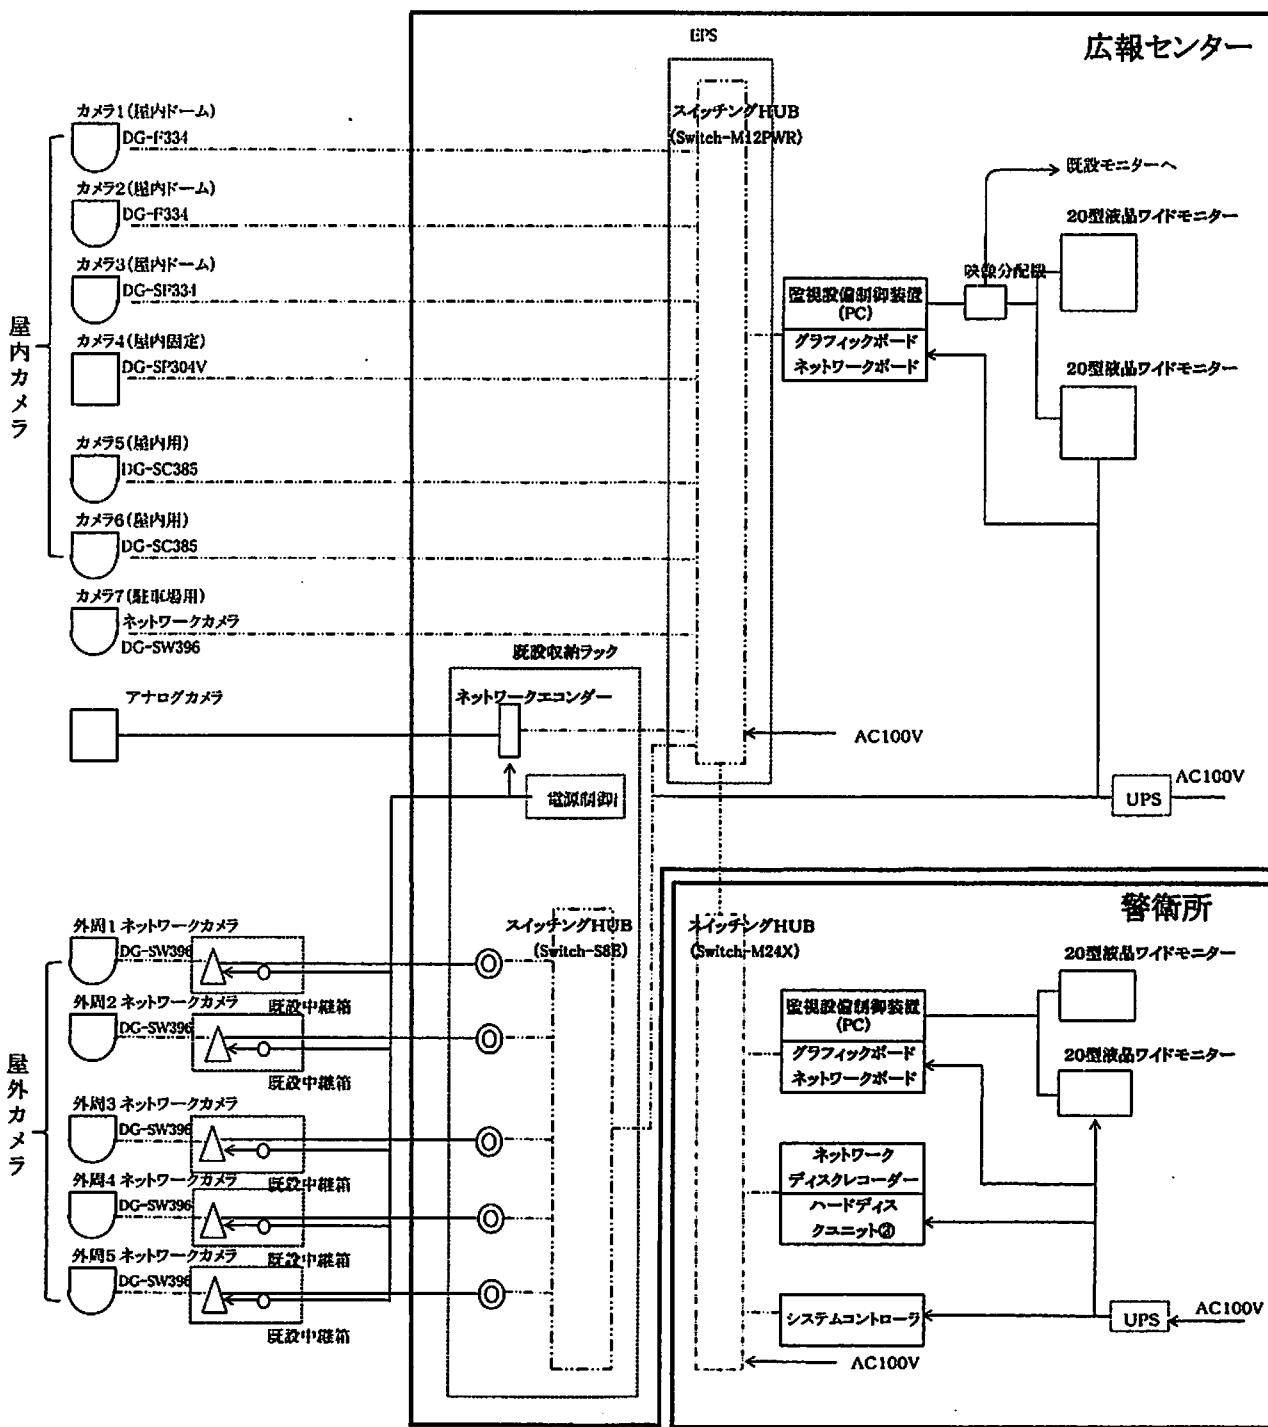 EPS
広報センター
カメラ1(屋内ドーム)
DG-F334
スイッチングHUB
(Switch-M12PWR)
カメラ2(屋内ドーム)
DG-F334
既設モニターへ
20型液晶ワイドモニター
カメラ3(屋内ドーム)
DG-SF334
映像分配機
監視設備制御装置
(PC)
グラフィックボード
ネットワークボード
屋内カメラ
カメラ4(屋内固定)
DG-SP304V
20型液晶ワイドモニター
カメラ5(屋内用)
DG-SC385
カメラ6(屋内用)
DG-SC385
カメラ7(駐車場用)
ネットワークカメラ
DG-SW396
既設収納ラック
アナログカメラ
ネットワークエコンダー
AC100V
電源制御
AC100V
UPS
警衛所
外周1 ネットワークカメラ
DG-SW396
既設中継箱
スイッチングHUB
(Switch-S8E)
スイッチングHUB
(Switch-M24X)
20型液晶ワイドモニター
外周2 ネットワークカメラ
DG-SW396
既設中継箱
監視設備制御装置
(PC)
グラフィックボード
ネットワークボード
20型液晶ワイドモニター
屋外カメラ
外周3 ネットワークカメラ
DG-SW396
既設中継箱
ネットワーク
ディスクレコーダー
ハードディス
クユニット②
外周4 ネットワークカメラ
DG-SW396
既設中継箱
外周5 ネットワークカメラ
DG-SW396
既設中継箱
システムコントローラ
UPS
AC100V
AC100V